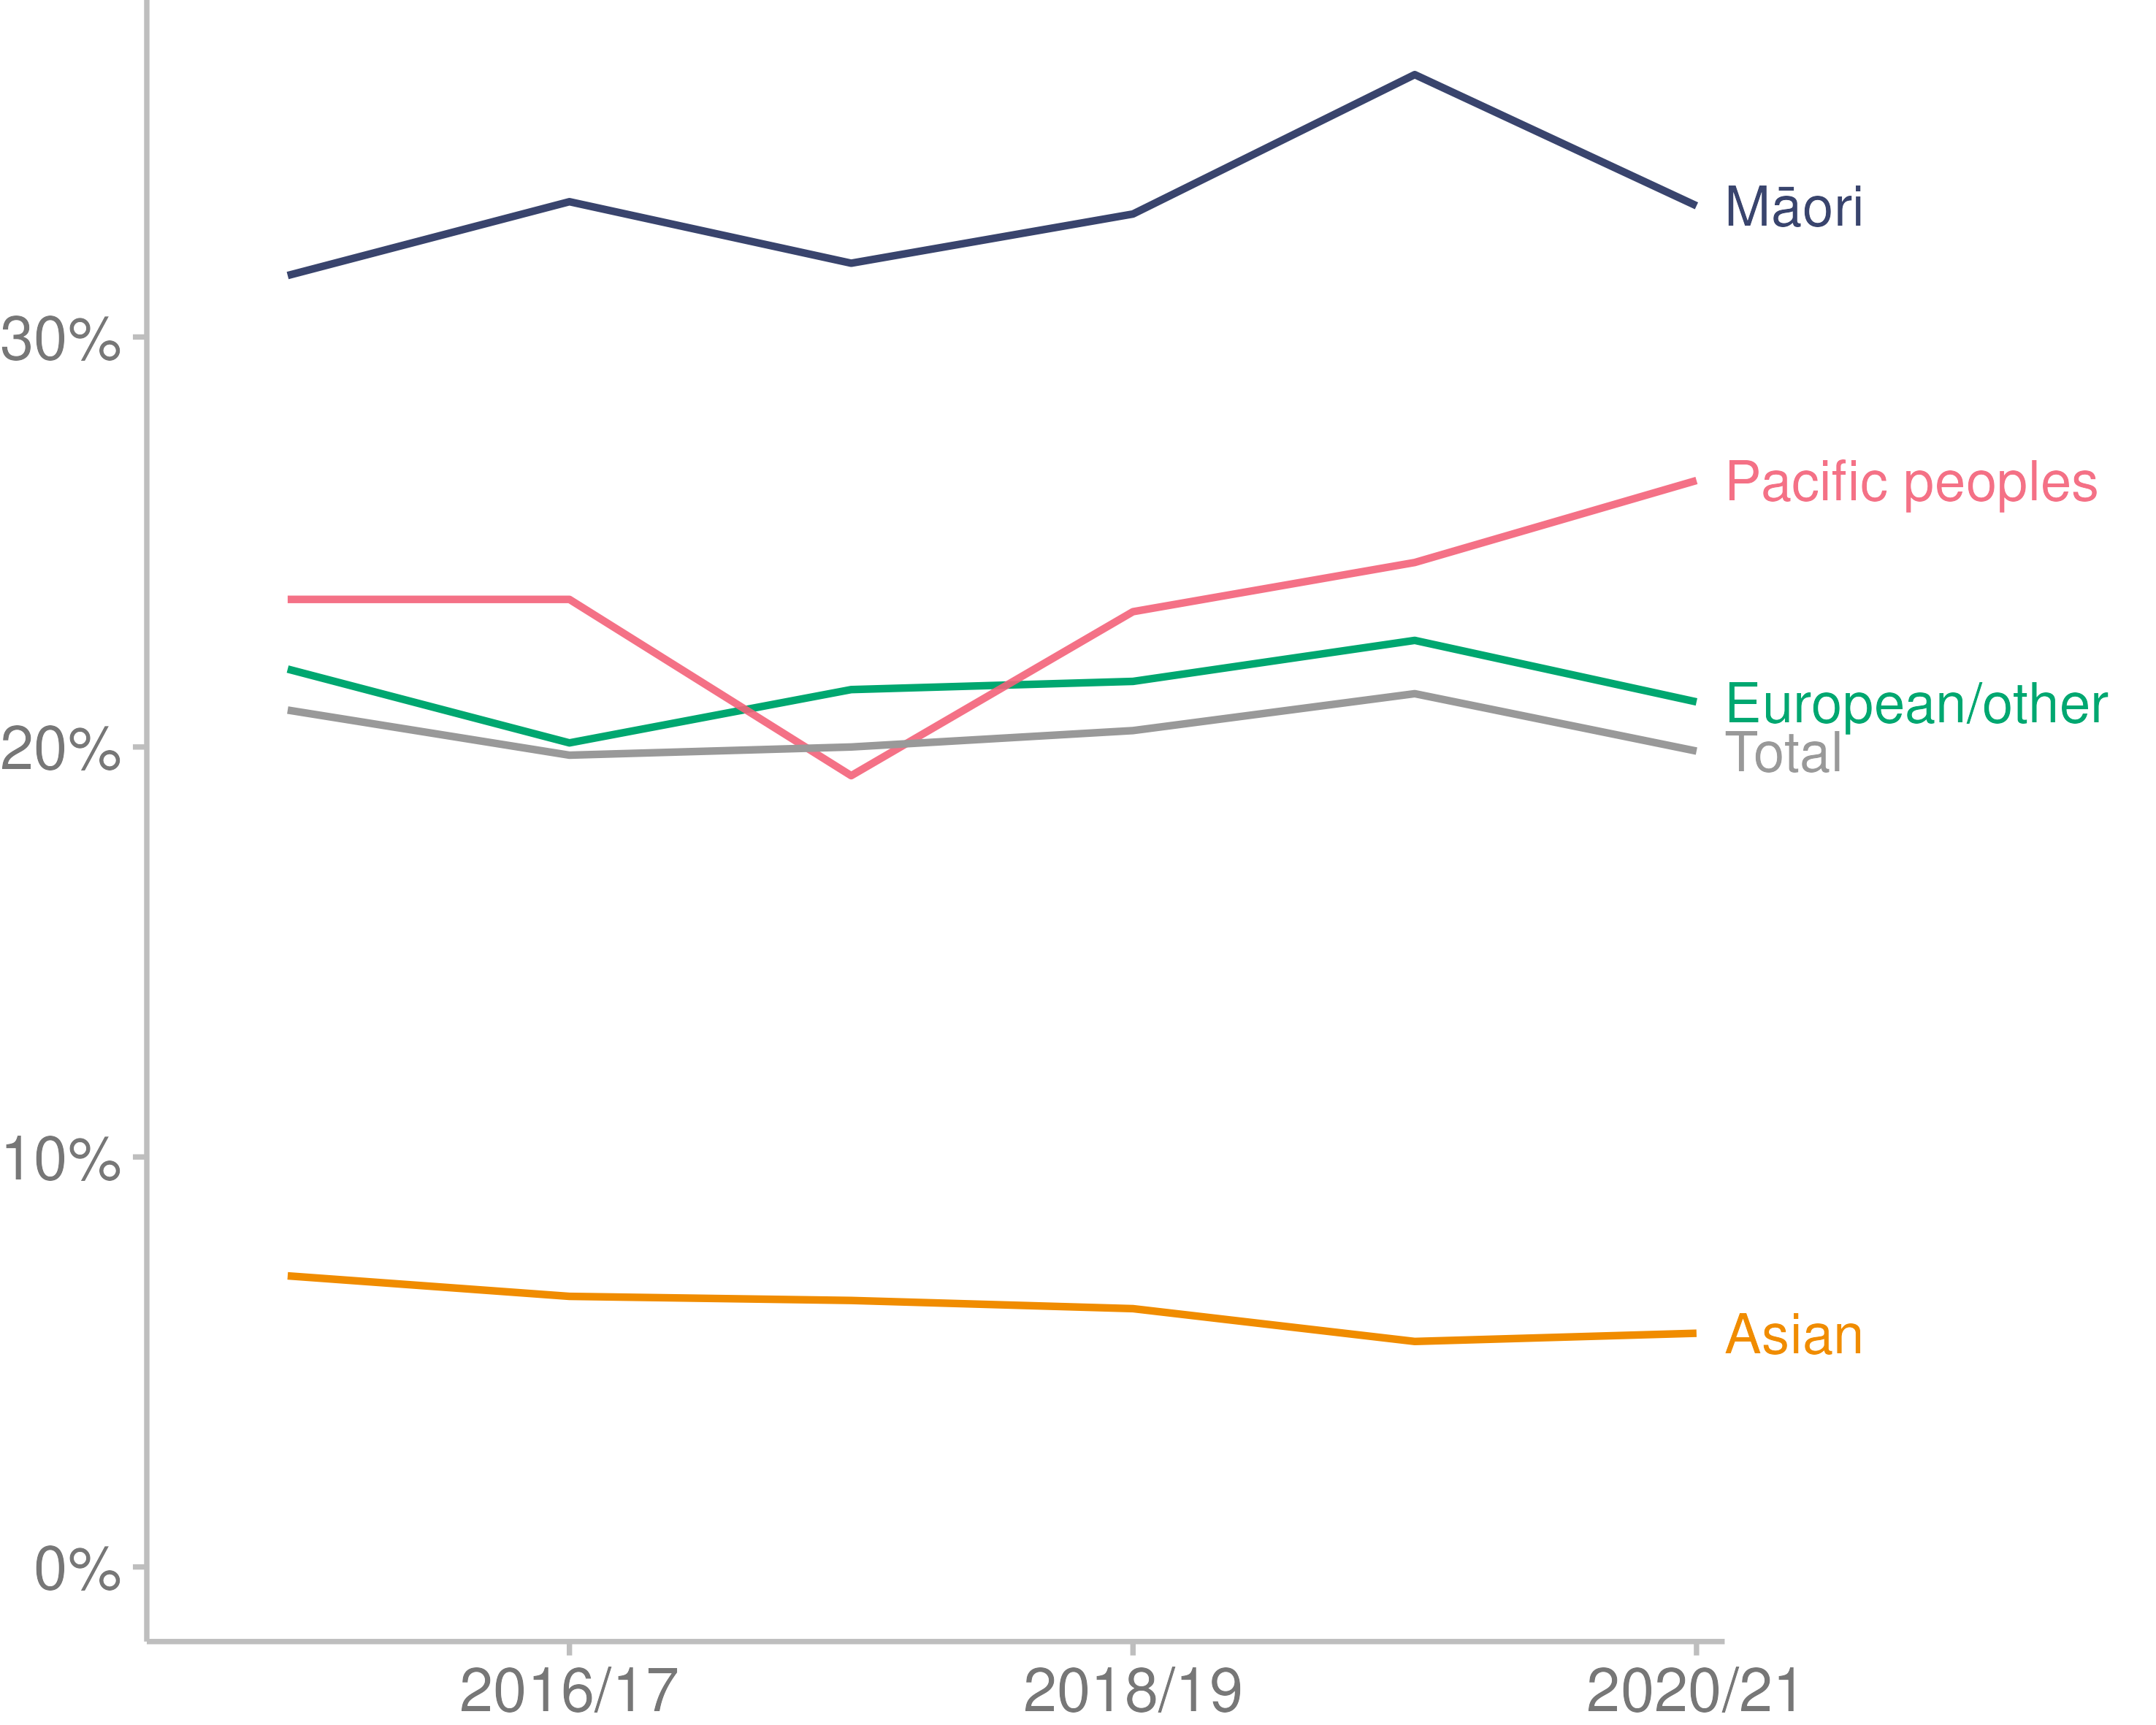 Māori
30%
Pacific peoples
European/other
20%
Total
10%
Asian
0%
2016/17 2018/19 2020/21